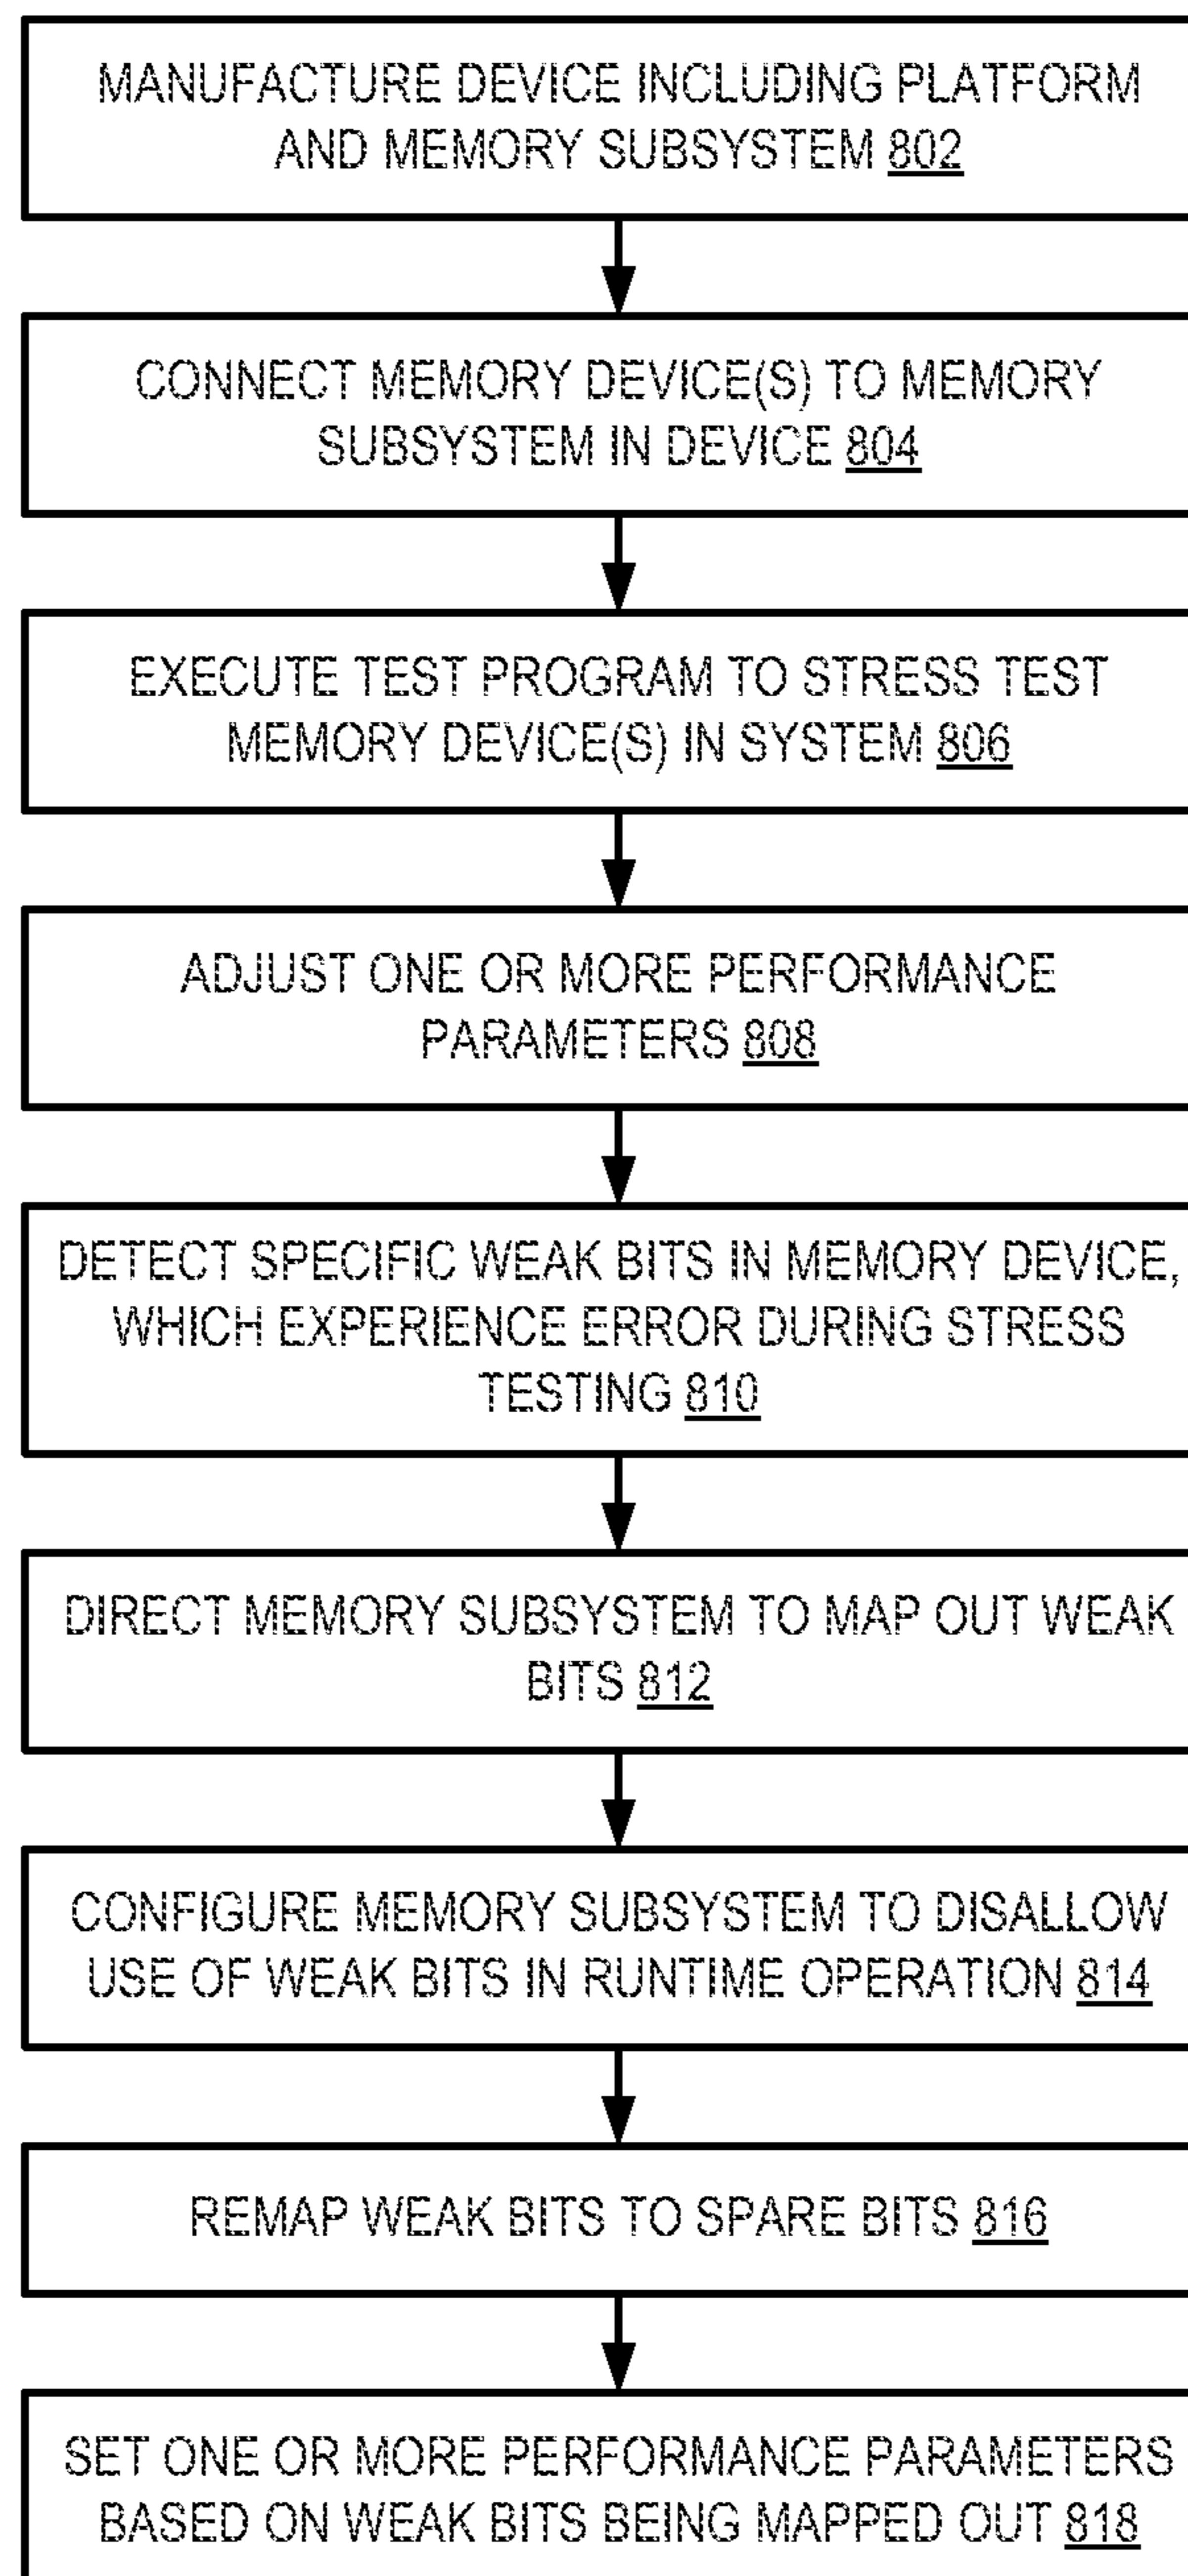 MANUFACTURE DEVICE INCLUDING PLATFORM
AND MEMORY SUBSYSTEM 802
CONNECT MEMORY DEVICE(S) TO MEMORY
SUBSYSTEM IN DEVICE 804
EXECUTE TEST PROGRAM TO STRESS TEST
MEMORY DEVICE(S) IN SYSTEM 806
ADJUST ONE OR MORE PERFORMANCE
PARAMETERS 808
DETECT SPECIFIC WEAK BITS IN MEMORY DEVICE,
WHICH EXPERIENCE ERROR DURING STRESS
TESTING 810
DIRECT MEMORY SUBSYSTEM TO MAP OUT WEAK
BITS 812
CONFIGURE MEMORY SUBSYSTEM TO DISALLOW
USE OF WEAK BITS IN RUNTIME OPERATION 814
REMAP WEAK BITS TO SPARE BITS 816
SET ONE OR MORE PERFORMANCE PARAMETERS
BASED ON WEAK BITS BEING MAPPED OUT 818